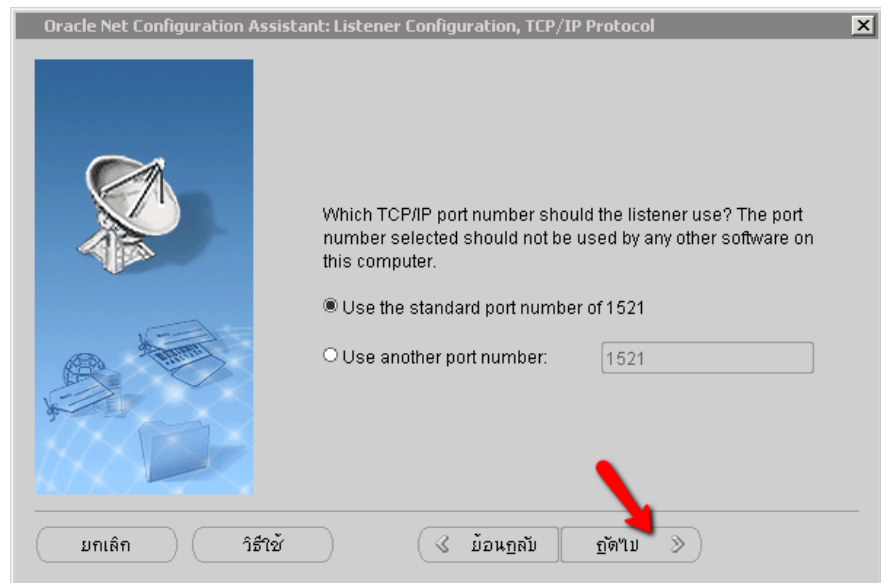 Oracle Net Configuration Assistant: Listener Configuration, TCP/IP Protocol
Which TCP/IP port number should the listener use? The port
number selected should not be used by any other software on
this computer.
Use the standard port number of 1521
Use another port number: 1521
ยกเลิก วิธีใช้ ย้อนกลับ ถัดไป